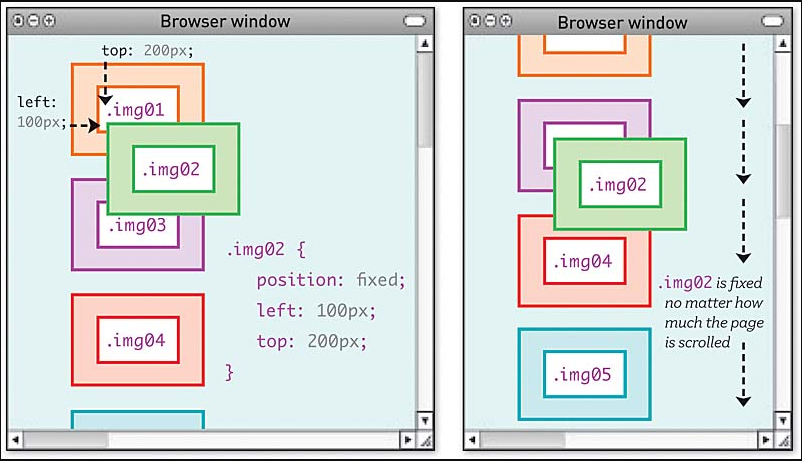 Browser window
top: 200px;
left:
100px;
.img01
.img02
.img03
.img04
.img02 {
position: fixed;
left: 100px;
top: 200px;
}
Browser window
.img02
.img04
.img05
.img02 is fixed
no matter how
much the page
is scrolled